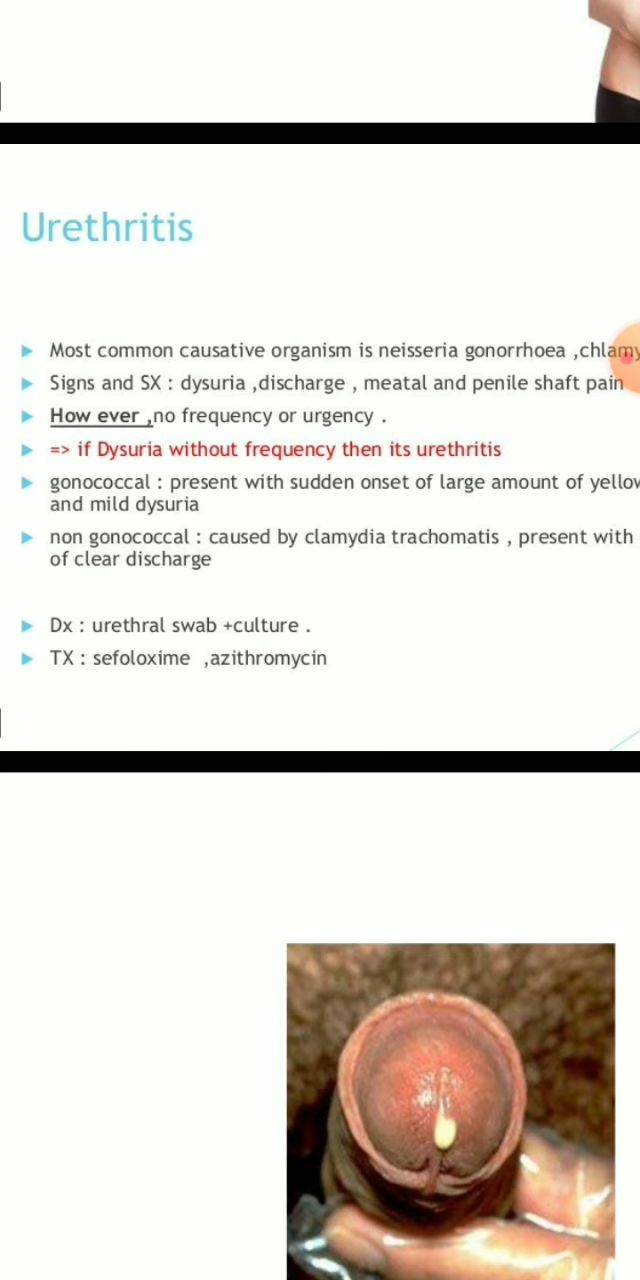 Urethritis
Most common causative organism is neisseria gonorrhoea ,
Signs and SX : dysuria ,discharge , meatal and penile shaft pain
How ever ,no frequency or urgency .
=> if Dysuria without frequency then its urethritis
gonococcal : present with sudden onset of large amount of
and mild dysuria
non gonococcal : caused by clamydia trachomatis , present with
of clear discharge
Dx : urethral swab +culture .
TX : sefoloxime ,azithromycin